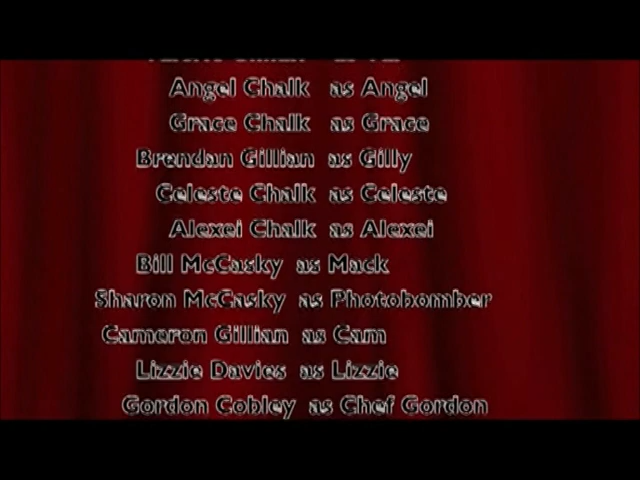 Angel Chalk as Angel
Grace Chalk as Grace
Brendan Gillian as Gilly
Celeste Chalk as Celeste
Alexei Chalk as Alexei
Bill McCasky as Mack
Sharon McCasky as Photobomber
Cameron Gillian as Cam
Lizzie Davies as Lizzie
Gordon Cobley as Chef Gordon